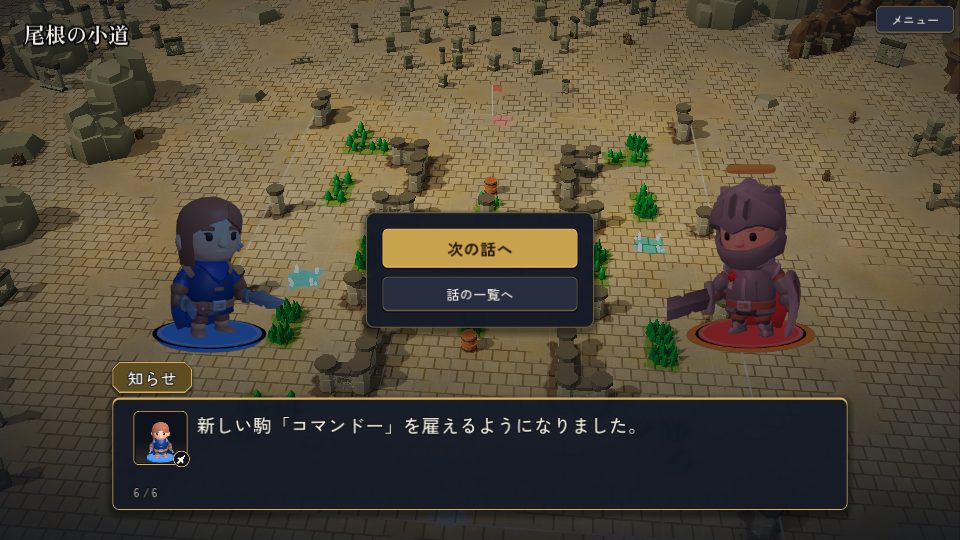 尾根の小道
メニュー
次の話へ
話の一覧へ
知らせ
新しい駒「コマンドー」を雇えるようになりました。
6/6